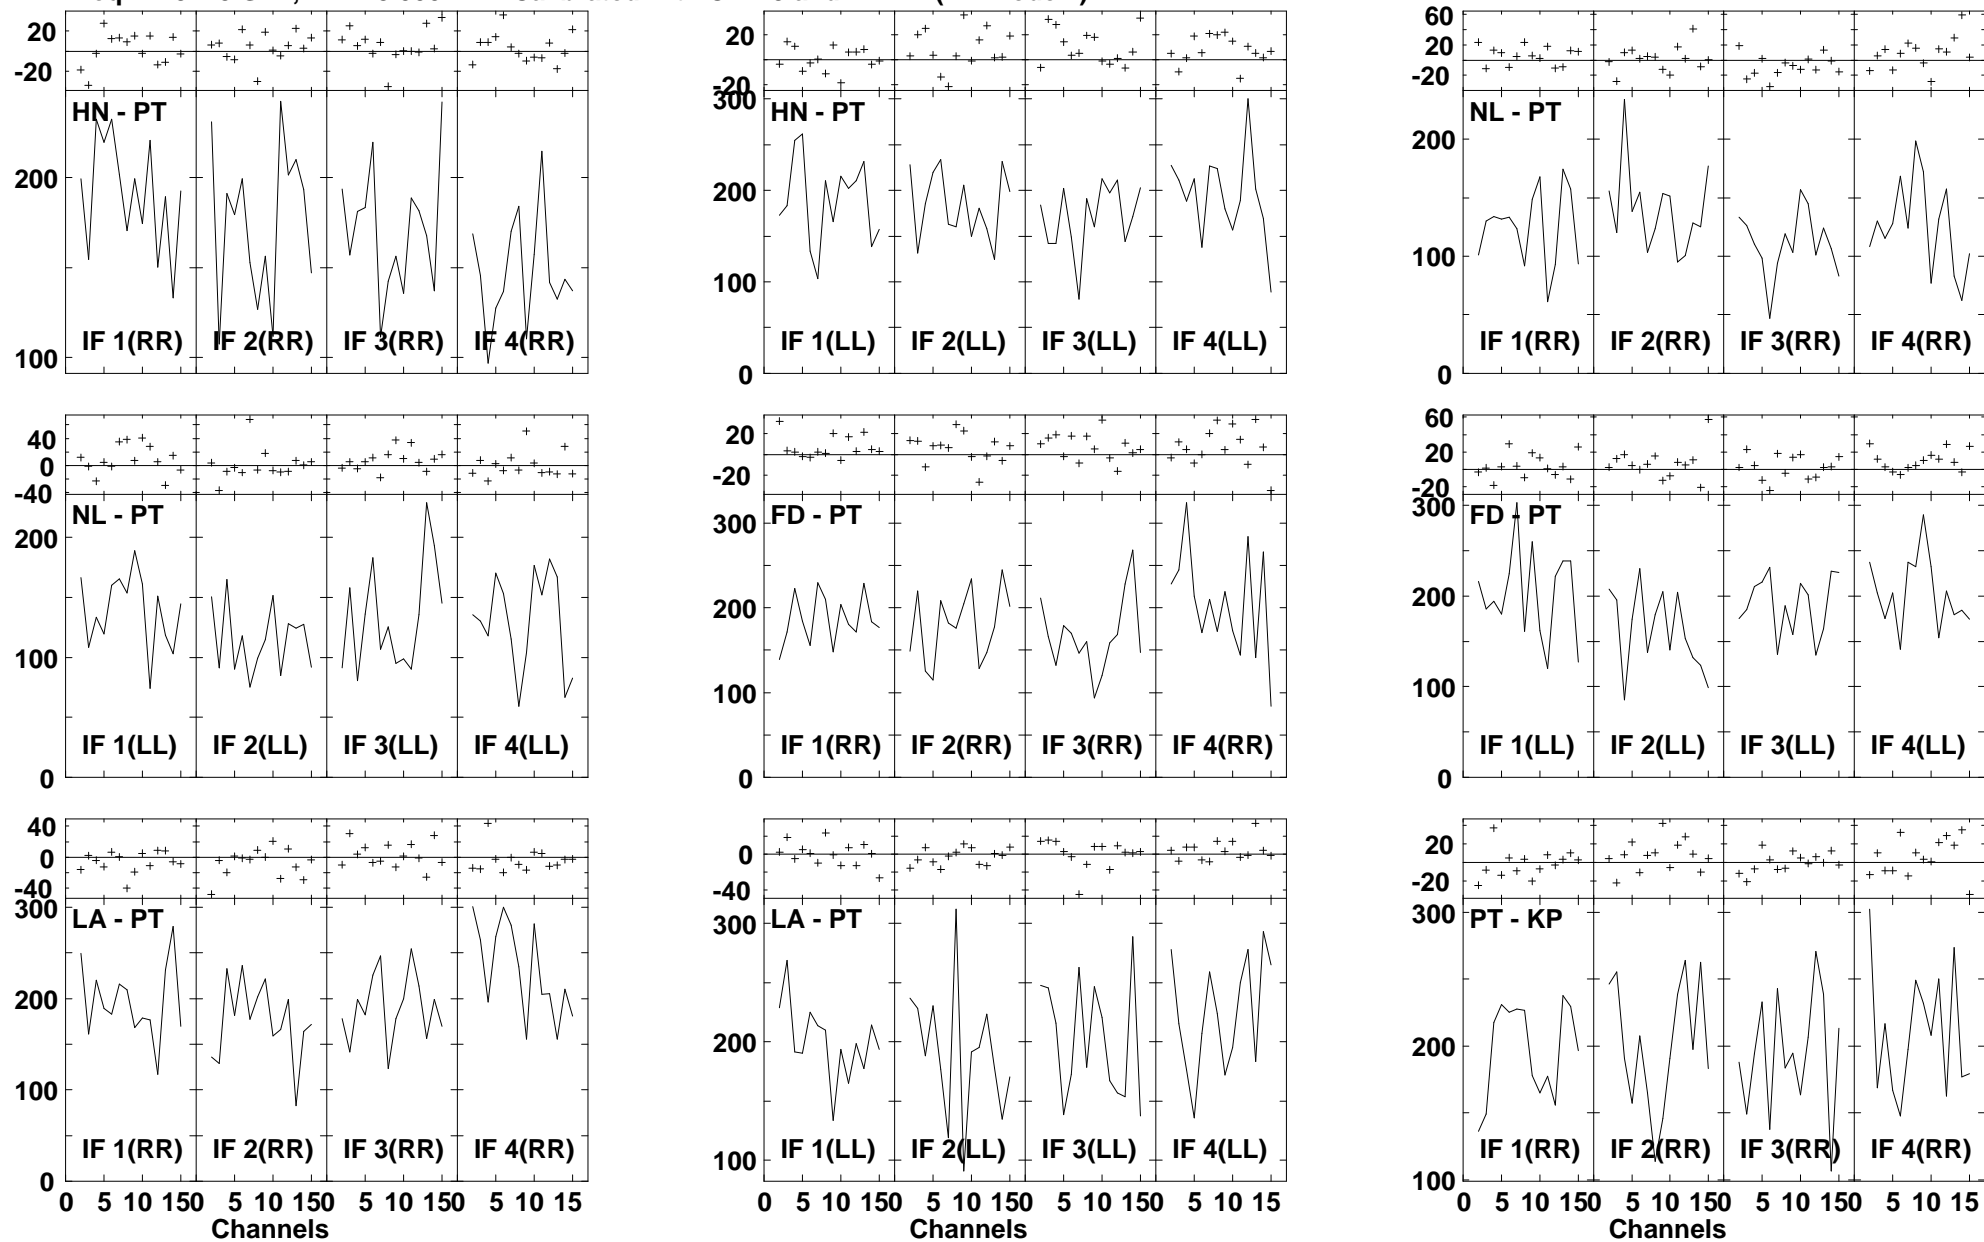 20 20 60
-20 -20 20
-20
HN - PT 300 HN - PT NL - PT
200 200 200
100 100
IF 1(RR) IF 2(RR) IF 3(RR) IF 4(RR) IF 1(LL) IF 2(LL) IF 3(LL) IF 4(LL) IF 1(RR) IF 2(RR) IF 3(RR) IF 4(RR)
100 0 0
40 20 60
0 -20 20
-40 -20
NL - PT FD - PT 300 FD - PT
200 300 200
100 200 100
100
IF 1(LL) IF 2(LL) IF 3(LL) IF 4(LL) IF 1(RR) IF 2(RR) IF 3(RR) IF 4(RR) IF 1(LL) IF 2(LL) IF 3(LL) IF 4(LL)
0 0 0
40 0 20
0 -40 -20
-40
300 LA - PT 300 LA - PT 300 PT - KP
200 200 200
100
IF 1(RR) IF 2(RR) IF 3(RR) IF 4(RR) IF 1(LL) IF 2(LL) IF 3(LL) IF 4(LL) IF 1(RR) IF 2(RR) IF 3(RR) IF 4(RR)
0 100 100
0 5 10 150 5 10 150 5 10 150 5 10 15 0 5 10 150 5 10 150 5 10 150 5 10 15 0 5 10 150 5 10 150 5 10 150 5 10 15
Channels Channels Channels